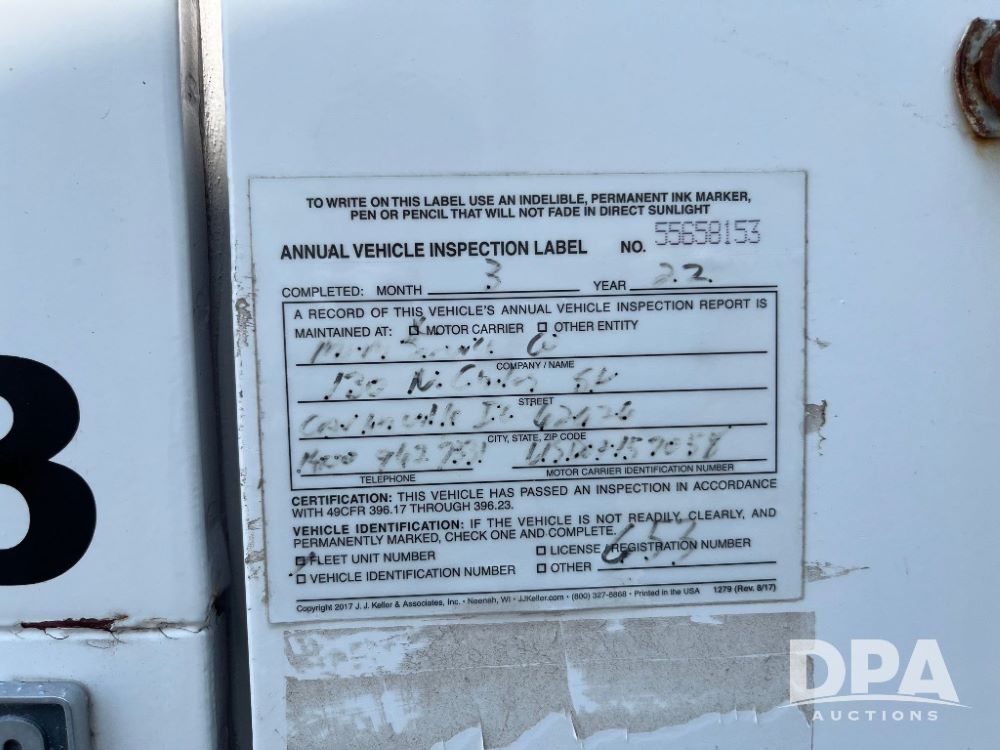 TO WRITE ON THIS LABEL USE AN INDELIBLE, PERMANENT INK MARKER,
PEN OR PENCIL THAT WILL NOT FADE IN DIRECT SUNLIGHT
ANNUAL VEHICLE INSPECTION LABEL NO. 55658153
COMPLETED: MONTH 3 YEAR 22
A RECORD OF THIS VEHICLE'S ANNUAL VEHICLE INSPECTION REPORT IS
MAINTAINED AT: MOTOR CARRIER OTHER ENTITY
COMPANY / NAME
130 N.
STREET
CITY, STATE, ZIP CODE
942
TELEPHONE MOTOR CARRIER IDENTIFICATION NUMBER
CERTIFICATION: THIS VEHICLE HAS PASSED AN INSPECTION IN ACCORDANCE
WITH 49CFR 396.17 THROUGH 396.23.
VEHICLE IDENTIFICATION: IF THE VEHICLE IS NOT READILY, CLEARLY, AND
PERMANENTLY MARKED, CHECK ONE AND COMPLETE.
FLEET UNIT NUMBER LICENSE / REGISTRATION NUMBER
VEHICLE IDENTIFICATION NUMBER OTHER
Copyright 2017 J. J. Keller & Associates, Inc. • Neenah, WI • JJKeller.com • (800) 327-6868 • Printed in the USA 1279 (Rev. 8/17)
8
DPA
AUCTIONS